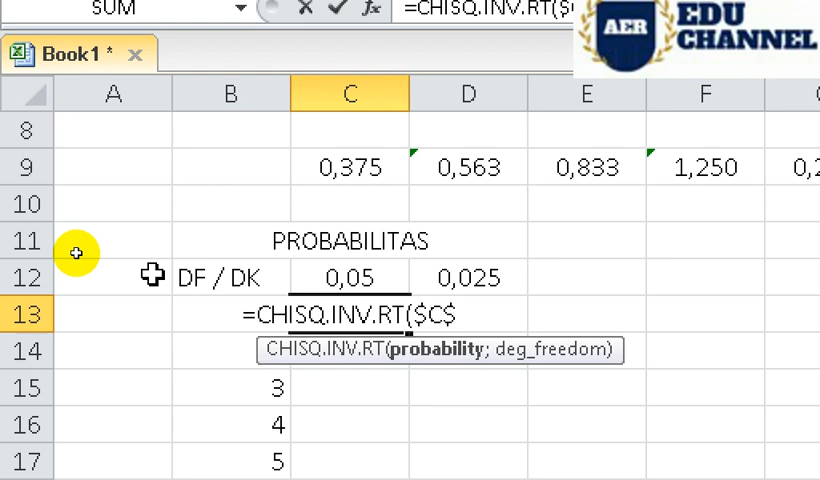 SUM =CHISQ.INV.RT($
AER EDU
CHANNEL
Book1 *
A B C D E F
8
9 0,375 0,563 0,833 1,250
10
11 PROBABILITAS
12 DF / DK 0,05 0,025
13 =CHISQ.INV.RT($C$
14 CHISQ.INV.RT(probability; deg_freedom)
15 3
16 4
17 5